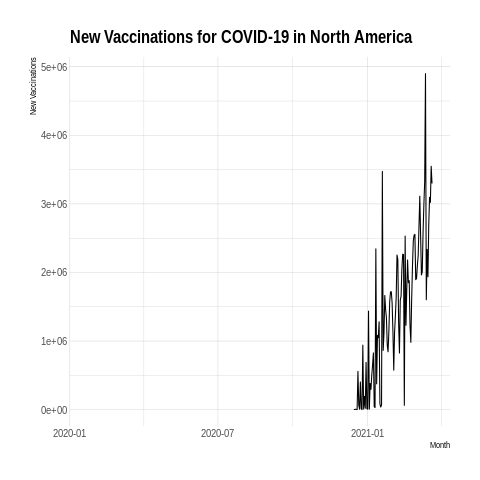 New Vaccinations for COVID-19 in North America
New Vaccinations
5e+06
4e+06
3e+06
2e+06
1e+06
0e+00
2020-01 2020-07 2021-01
Month